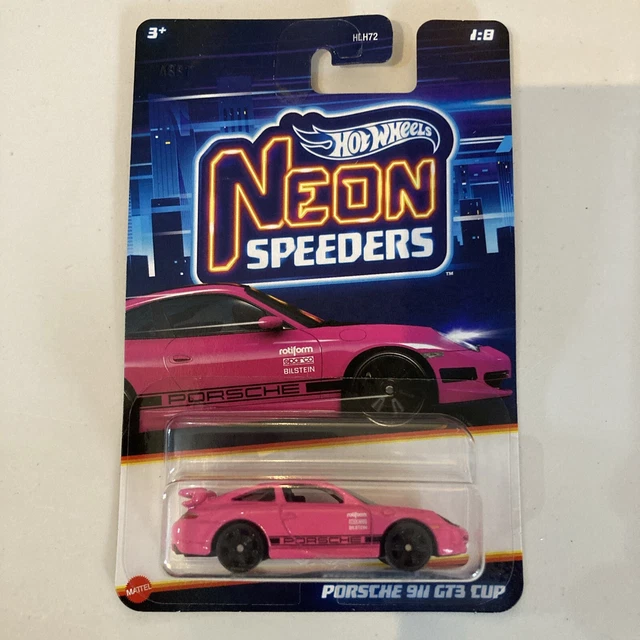 3+
HLH72
1:8
HOT WHEELS
NEON
SPEEDERS
™
rotiform
sparco
BILSTEIN
PORSCHE
rotiform
BILSTEIN
PORSCHE
MATTEL
PORSCHE 911 GT3 CUP